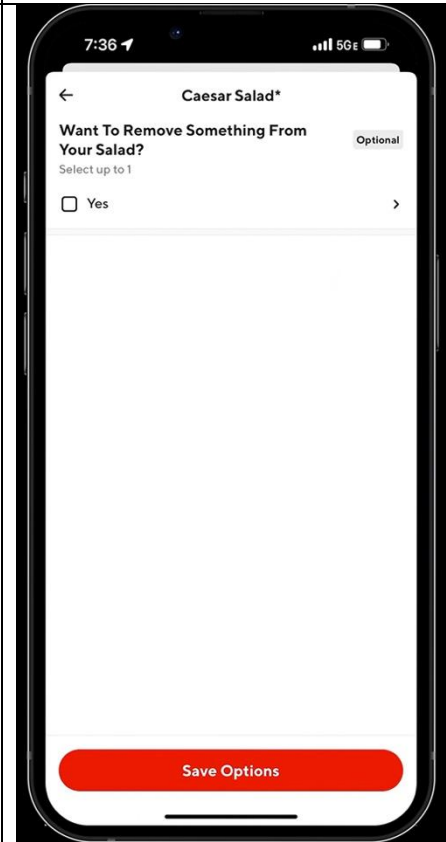 7:36
5GE
Caesar Salad*
Want To Remove Something From
Your Salad?
Optional
Select up to 1
Yes
Save Options